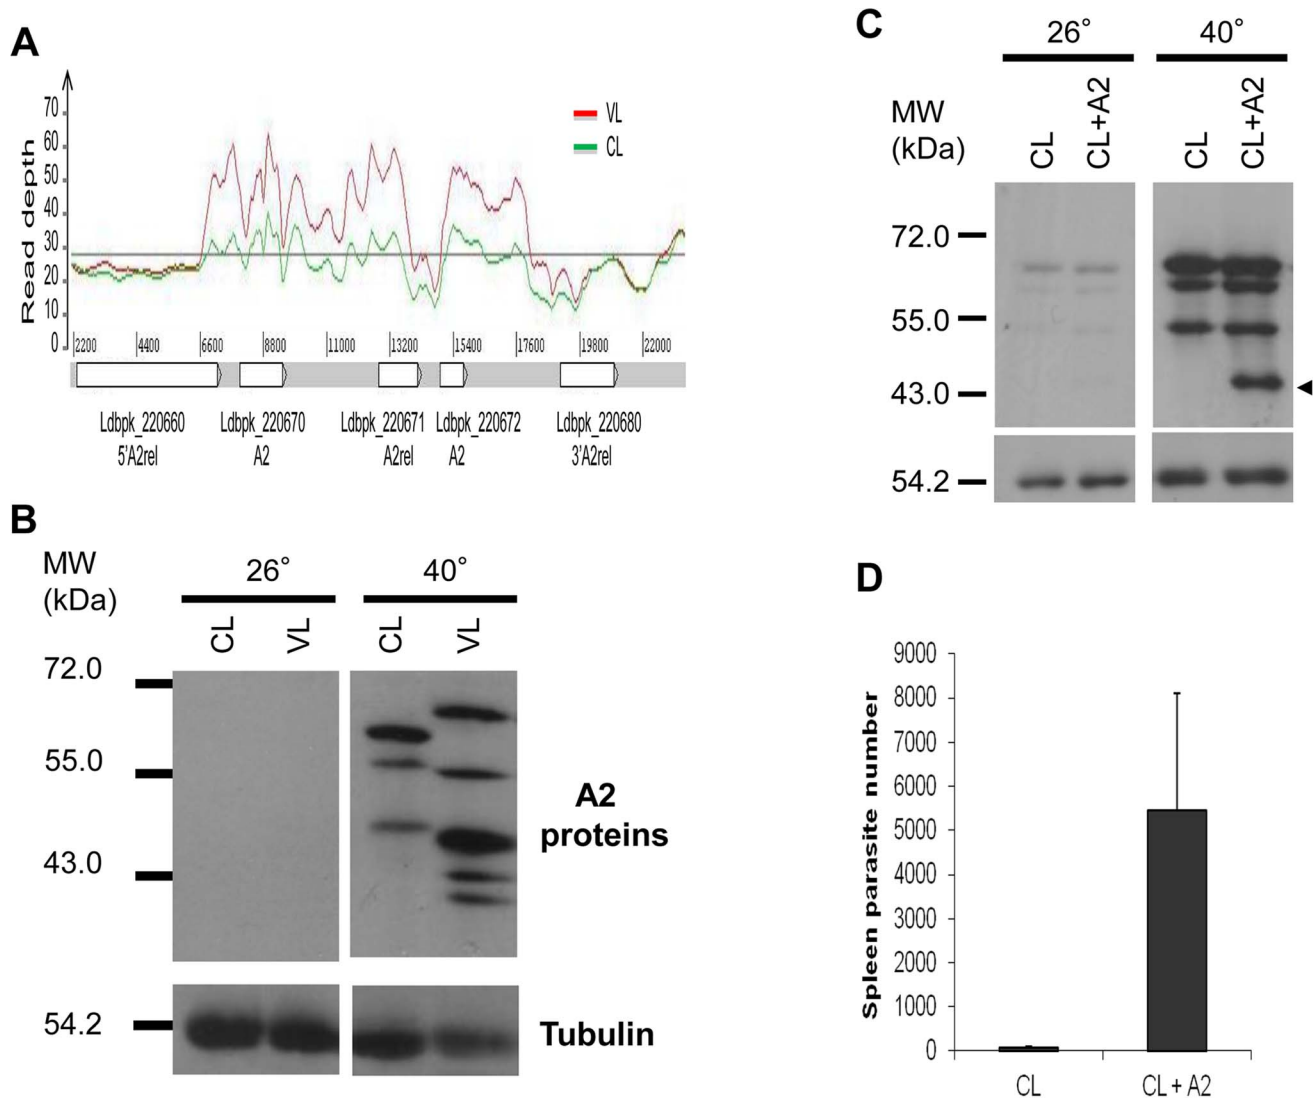 A
Read depth
70
60
50
40
30
20
10
0
VL
CL
2200 4400 6600 8800 11000 13200 15400 17600 19800 22000
Ldbpk_220660 Ldbpk_220670 Ldbpk_220671 Ldbpk_220672 Ldbpk_220680
5'A2rel A2 A2rel A2 3'A2rel
B
MW
(kDa)
26° 40°
CL VL CL VL
72.0
55.0
43.0
A2
proteins
54.2
Tubulin
C
26° 40°
MW
(kDa)
CL CL+A2 CL CL+A2
72.0
55.0
43.0
54.2
D
Spleen parasite number
9000
8000
7000
6000
5000
4000
3000
2000
1000
0
CL CL + A2